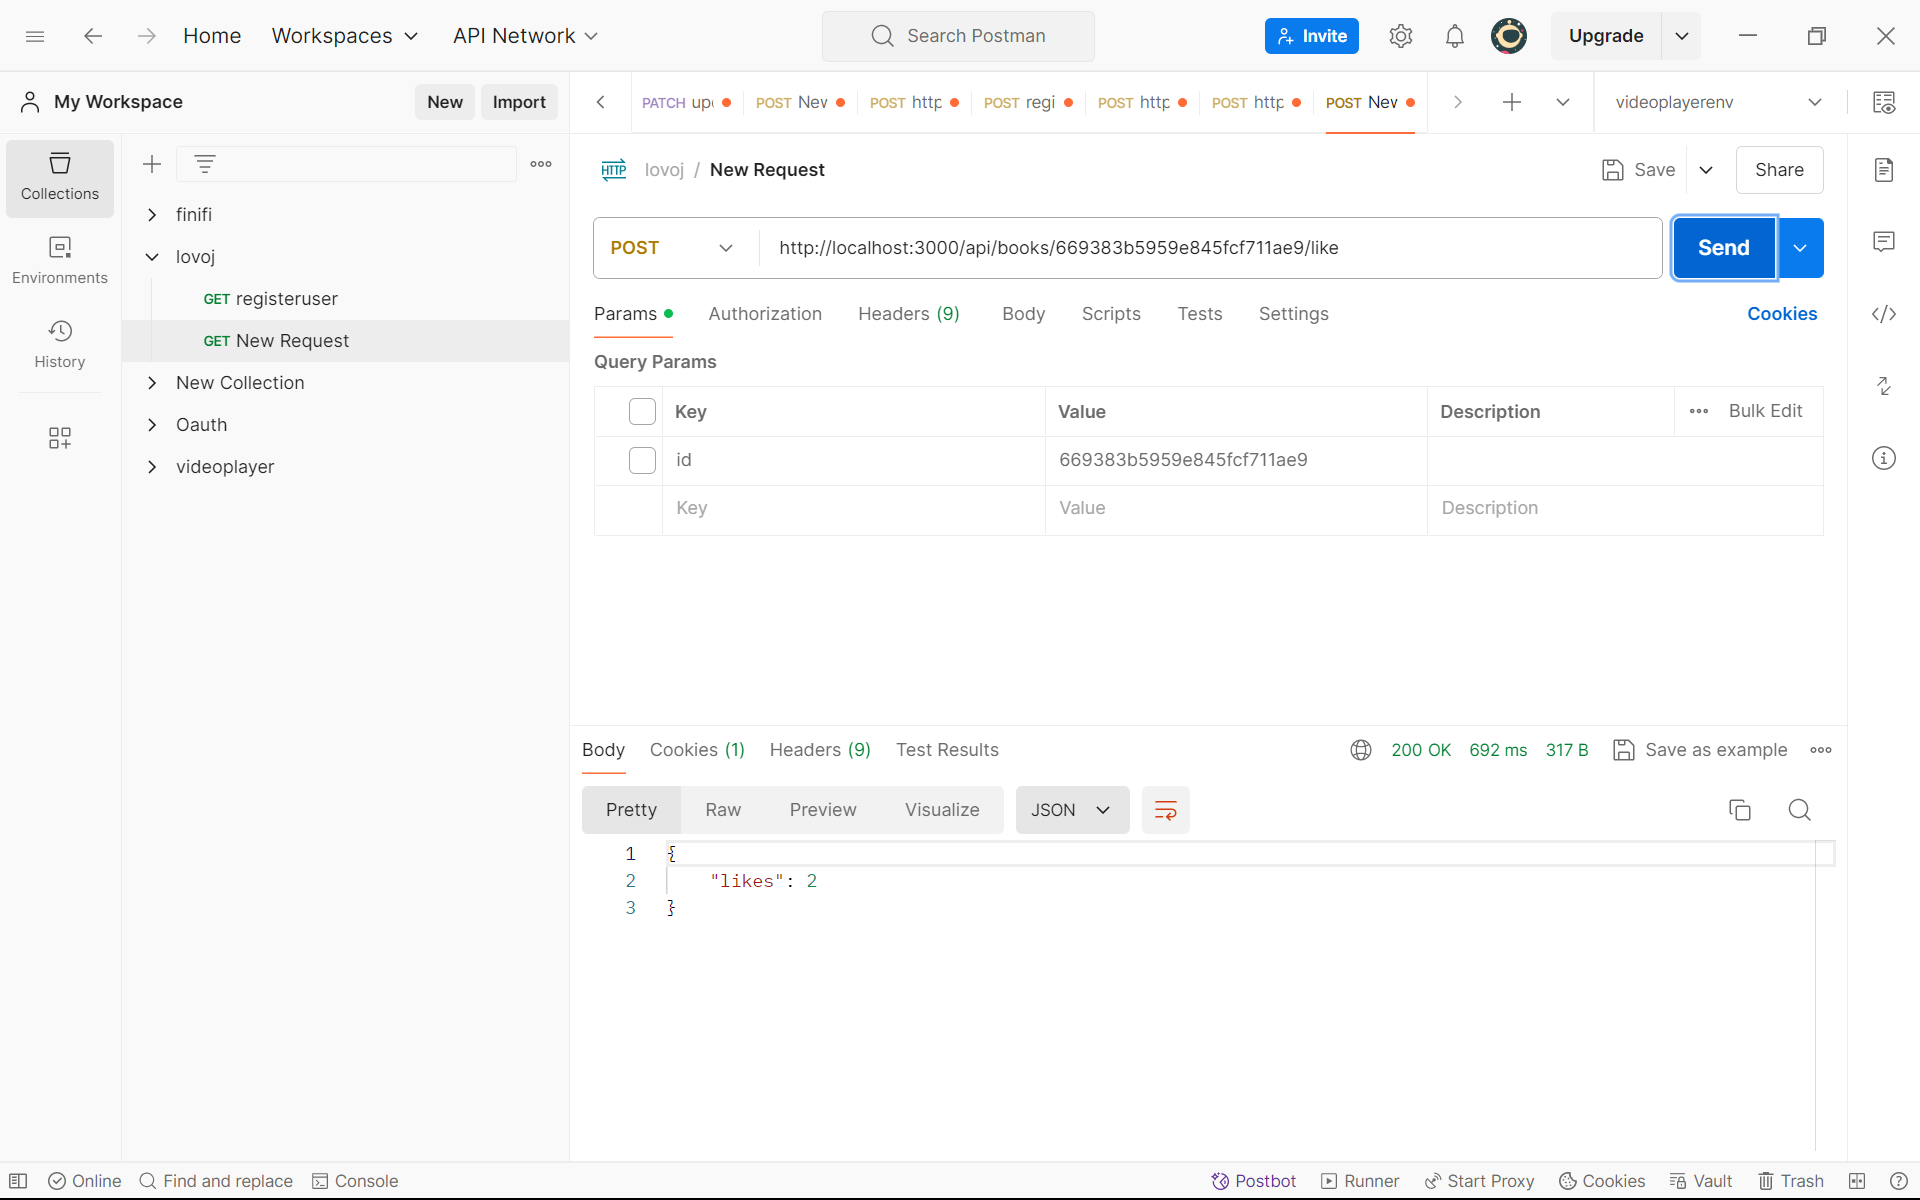 Home Workspaces API Network Search Postman Invite Upgrade
My Workspace New Import
PATCH up POST New POST http POST regi POST http POST http POST New videoplayerenv
Collections
Environments
History
finifi
lovoj
GET registeruser
GET New Request
New Collection
Oauth
videoplayer
HTTP lovoj / New Request Save Share
POST http://localhost:3000/api/books/669383b5959e845fcf711ae9/like Send
Params Authorization Headers (9) Body Scripts Tests Settings Cookies
Query Params
Key Value Description Bulk Edit
id 669383b5959e845fcf711ae9
Key Value Description
Body Cookies (1) Headers (9) Test Results 200 OK 692 ms 317 B Save as example
Pretty Raw Preview Visualize JSON
1 {
2 "likes": 2
3 }
Online Find and replace Console Postbot Runner Start Proxy Cookies Vault Trash